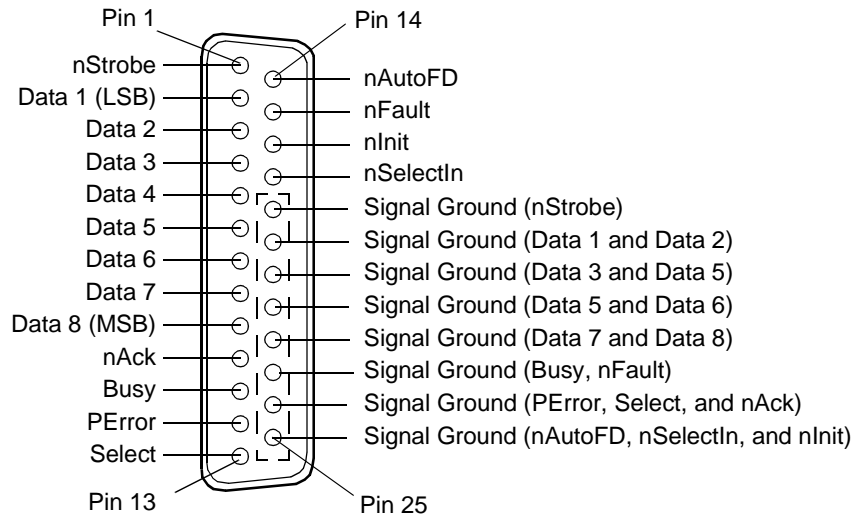 Pin 1
Pin 14
nStrobe
Data 1 (LSB)
Data 2
Data 3
Data 4
Data 5
Data 6
Data 7
Data 8 (MSB)
nAck
Busy
PError
Select
Pin 13
nAutoFD
nFault
nInit
nSelectIn
Signal Ground (nStrobe)
Signal Ground (Data 1 and Data 2)
Signal Ground (Data 3 and Data 5)
Signal Ground (Data 5 and Data 6)
Signal Ground (Data 7 and Data 8)
Signal Ground (Busy, nFault)
Signal Ground (PError, Select, and nAck)
Signal Ground (nAutoFD, nSelectIn, and nInit)
Pin 25